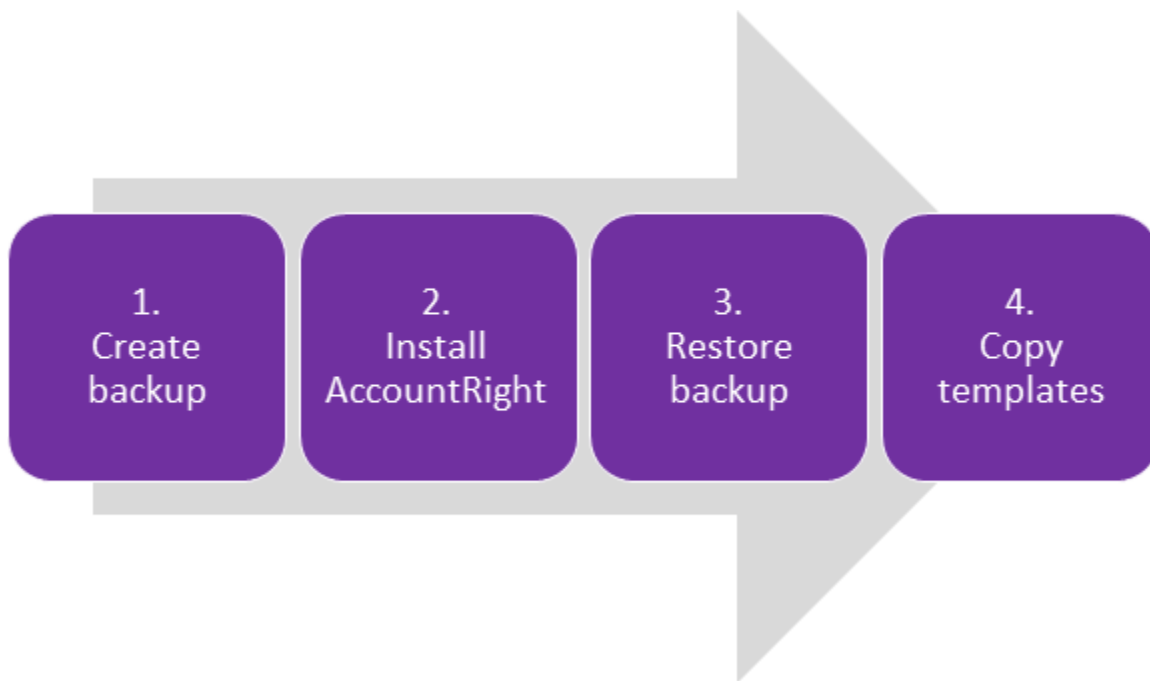 1.
Create
backup
2.
Install
AccountRight
3.
Restore
backup
4.
Copy
templates